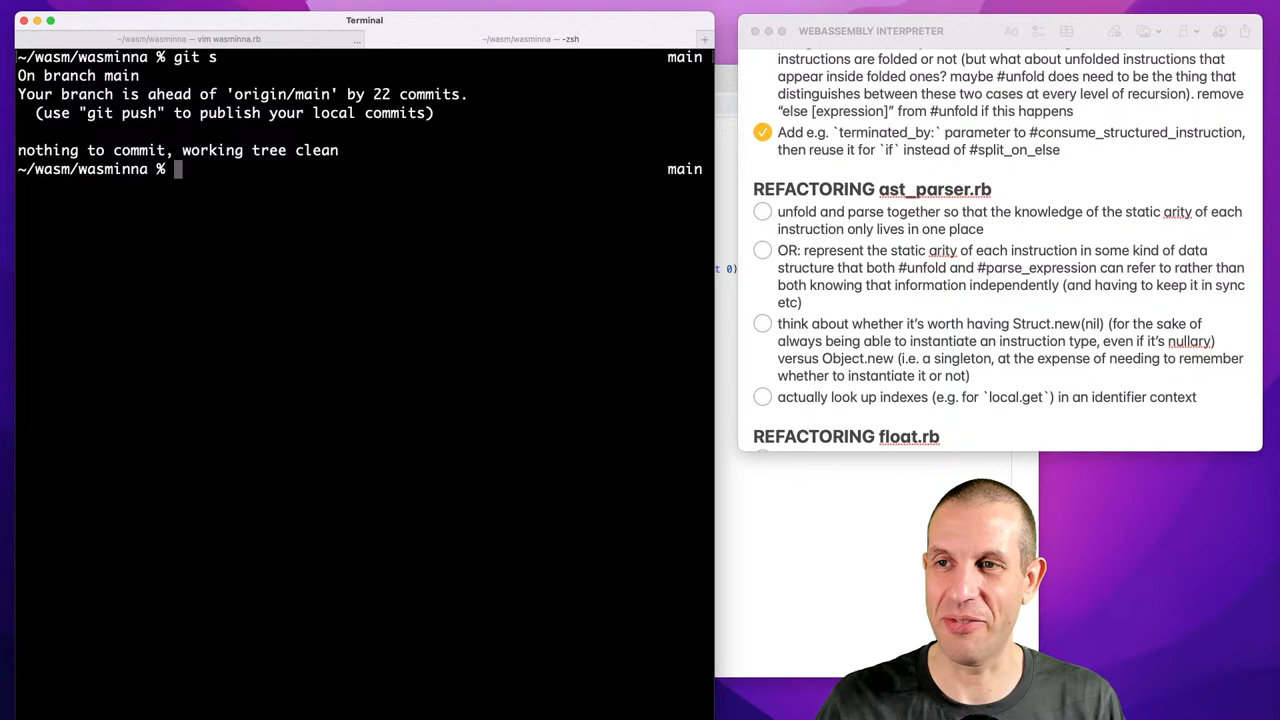 Terminal
~/wasm/wasminna — vim wasminna.rb
...
~/wasm/wasminna — -zsh
+
~/wasm/wasminna % git s
main
On branch main
Your branch is ahead of 'origin/main' by 22 commits.
(use "git push" to publish your local commits)
nothing to commit, working tree clean
~/wasm/wasminna %
main
t 0)
WEBASSEMBLY INTERPRETER
Aa
instructions are folded or not (but what about unfolded instructions that
appear inside folded ones? maybe #unfold does need to be the thing that
distinguishes between these two cases at every level of recursion). remove
“else [expression]” from #unfold if this happens
Add e.g. `terminated_by:` parameter to #consume_structured_instruction,
then reuse it for `if` instead of #split_on_else
REFACTORING ast_parser.rb
unfold and parse together so that the knowledge of the static arity of each
instruction only lives in one place
OR: represent the static arity of each instruction in some kind of data
structure that both #unfold and #parse_expression can refer to rather than
both knowing that information independently (and having to keep it in sync
etc)
think about whether it’s worth having Struct.new(nil) (for the sake of
always being able to instantiate an instruction type, even if it’s nullary)
versus Object.new (i.e. a singleton, at the expense of needing to remember
whether to instantiate it or not)
actually look up indexes (e.g. for `local.get`) in an identifier context
REFACTORING float.rb